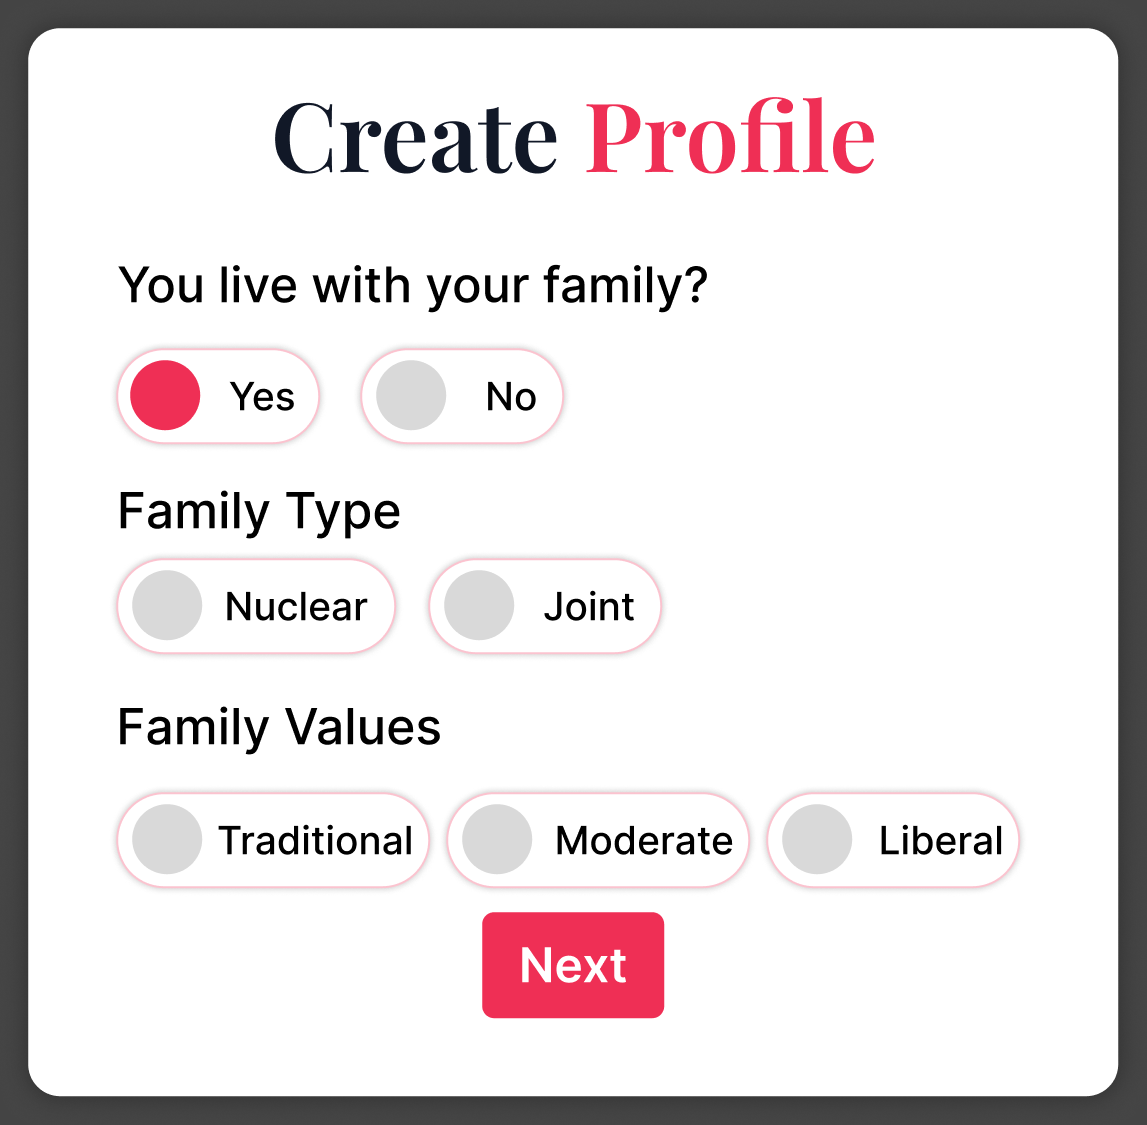 Create Profile
You live with your family?
Yes No
Family Type
Nuclear Joint
Family Values
Traditional Moderate Liberal
Next